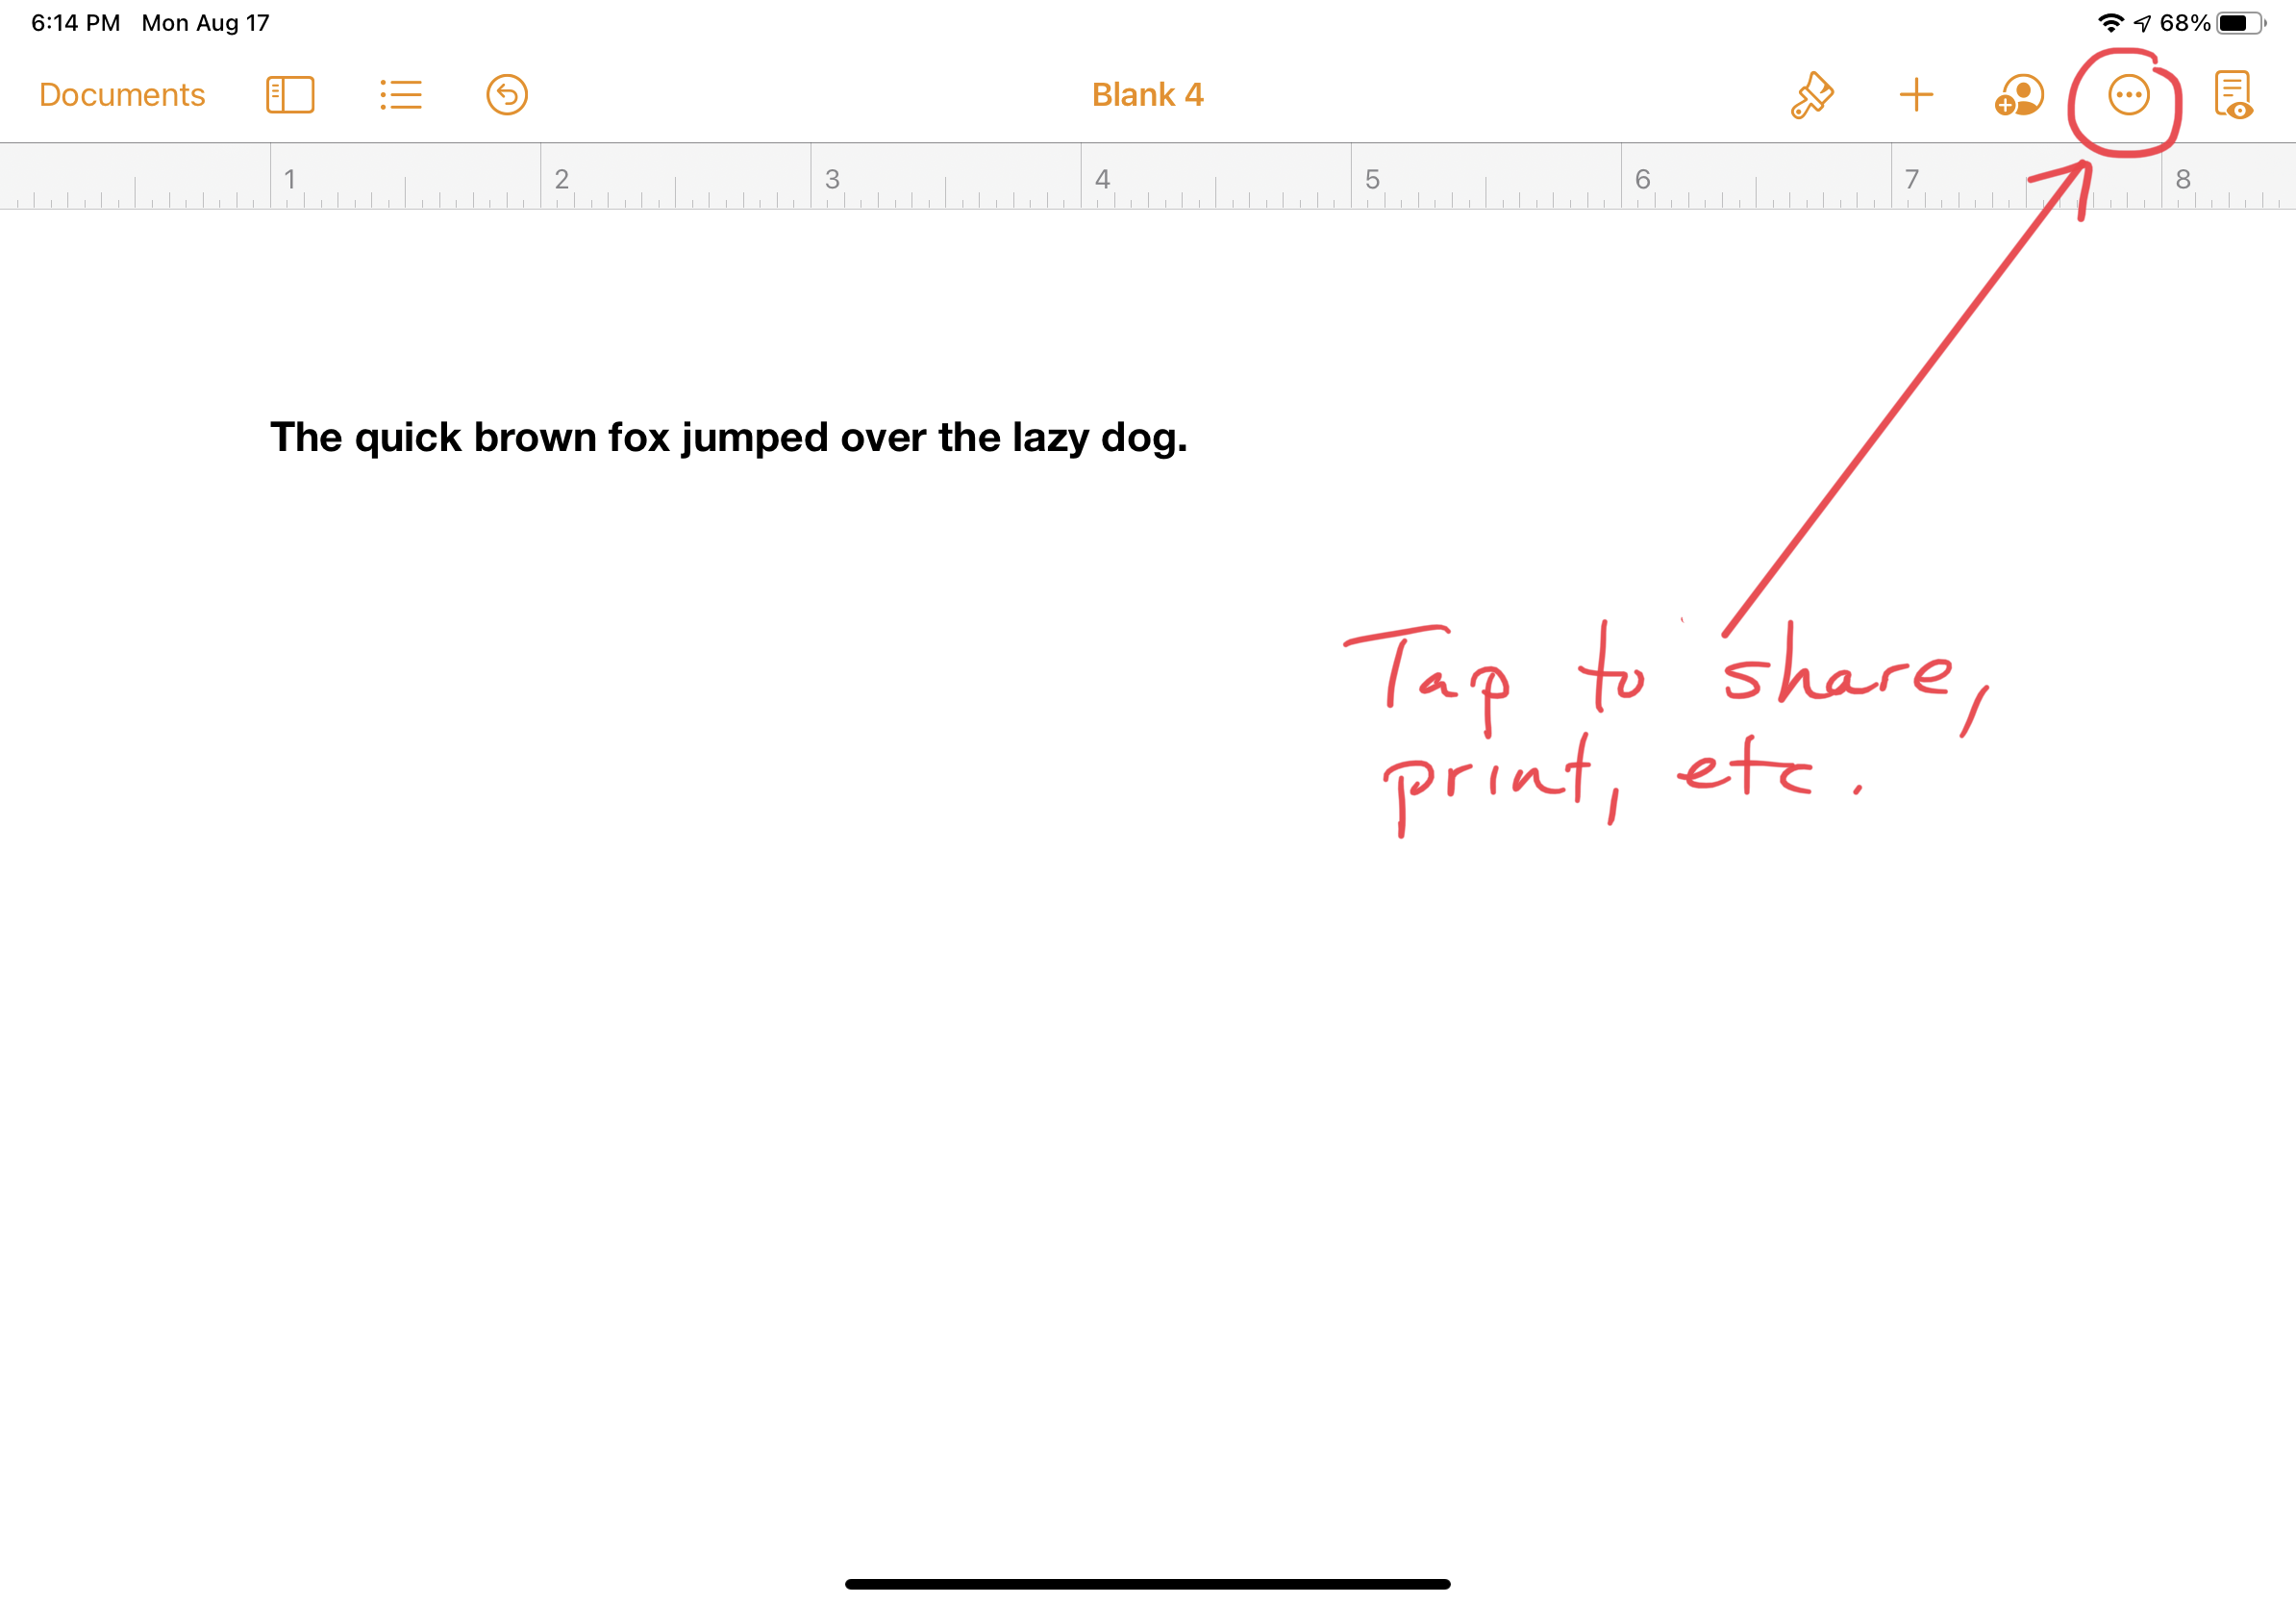 6:14 PM Mon Aug 17 68%
Documents Blank 4
1 2 3 4 5 6 7 8
The quick brown fox jumped over the lazy dog.
Tap to share,
print, etc.